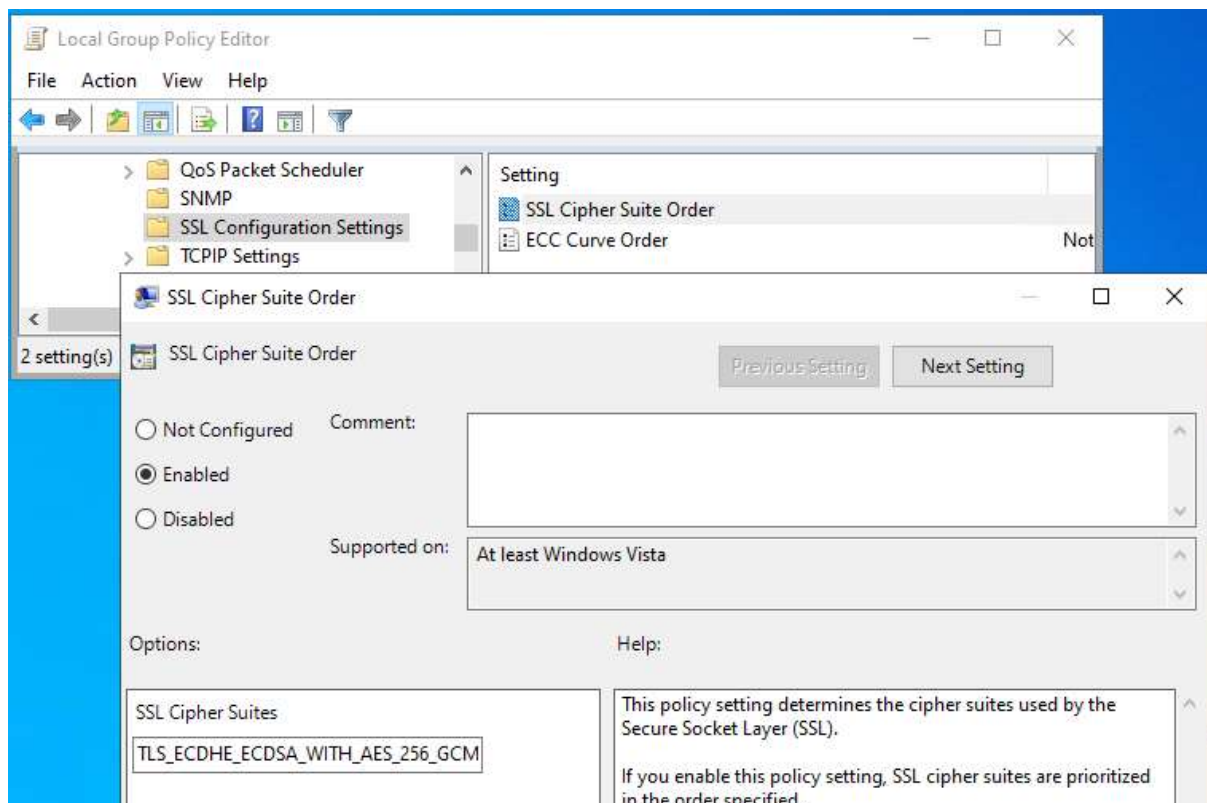 Local Group Policy Editor
File Action View Help
QoS Packet Scheduler
SNMP
SSL Configuration Settings
TCPIP Settings
2 setting(s)
Setting
SSL Cipher Suite Order
ECC Curve Order Not
SSL Cipher Suite Order
SSL Cipher Suite Order
Previous Setting Next Setting
Not Configured
Enabled
Disabled
Comment:
Supported on: At least Windows Vista
Options:
SSL Cipher Suites
TLS_ECDHE_ECDSA_WITH_AES_256_GCM
Help:
This policy setting determines the cipher suites used by the
Secure Socket Layer (SSL).
If you enable this policy setting, SSL cipher suites are prioritized
in the order specified.